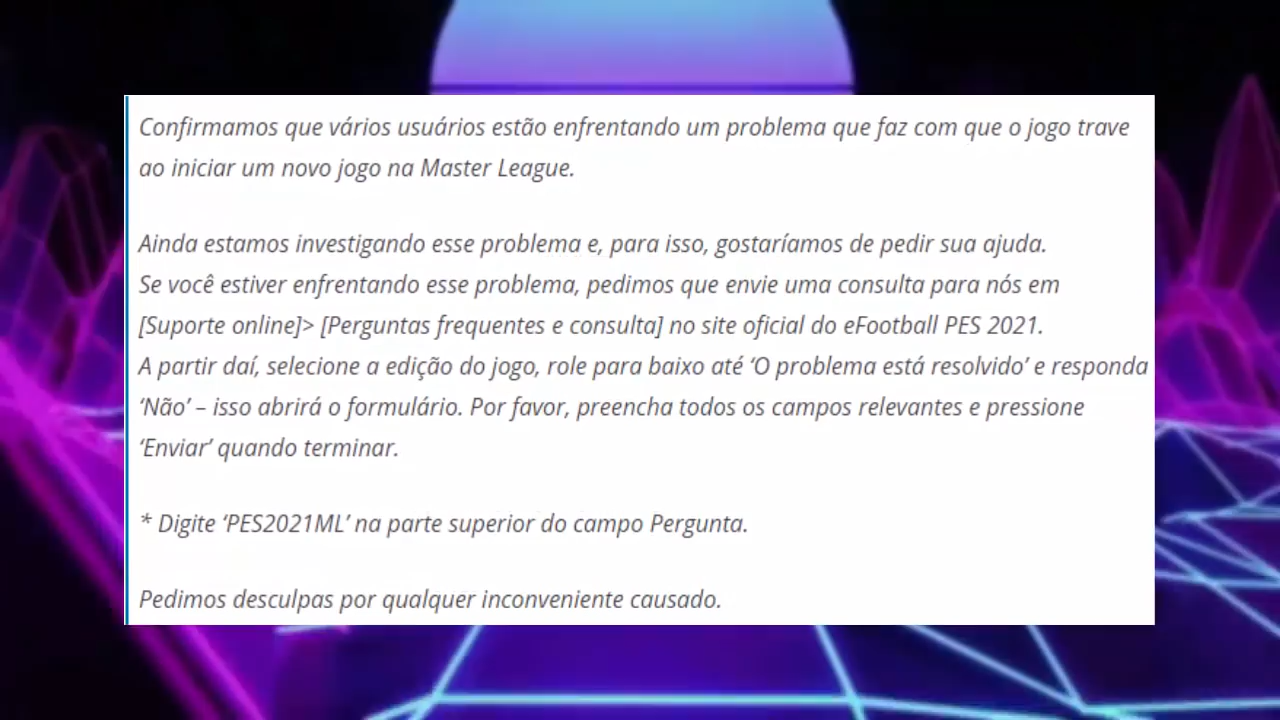 Confirmamos que vários usuários estão enfrentando um problema que faz com que o jogo trave
ao iniciar um novo jogo na Master League.
Ainda estamos investigando esse problema e, para isso, gostaríamos de pedir sua ajuda.
Se você estiver enfrentando esse problema, pedimos que envie uma consulta para nós em
[Suporte online]> [Perguntas frequentes e consulta] no site oficial do eFootball PES 2021.
A partir daí, selecione a edição do jogo, role para baixo até ‘O problema está resolvido’ e responda
‘Não’ – isso abrirá o formulário. Por favor, preencha todos os campos relevantes e pressione
‘Enviar’ quando terminar.
* Digite ‘PES2021ML’ na parte superior do campo Pergunta.
Pedimos desculpas por qualquer inconveniente causado.